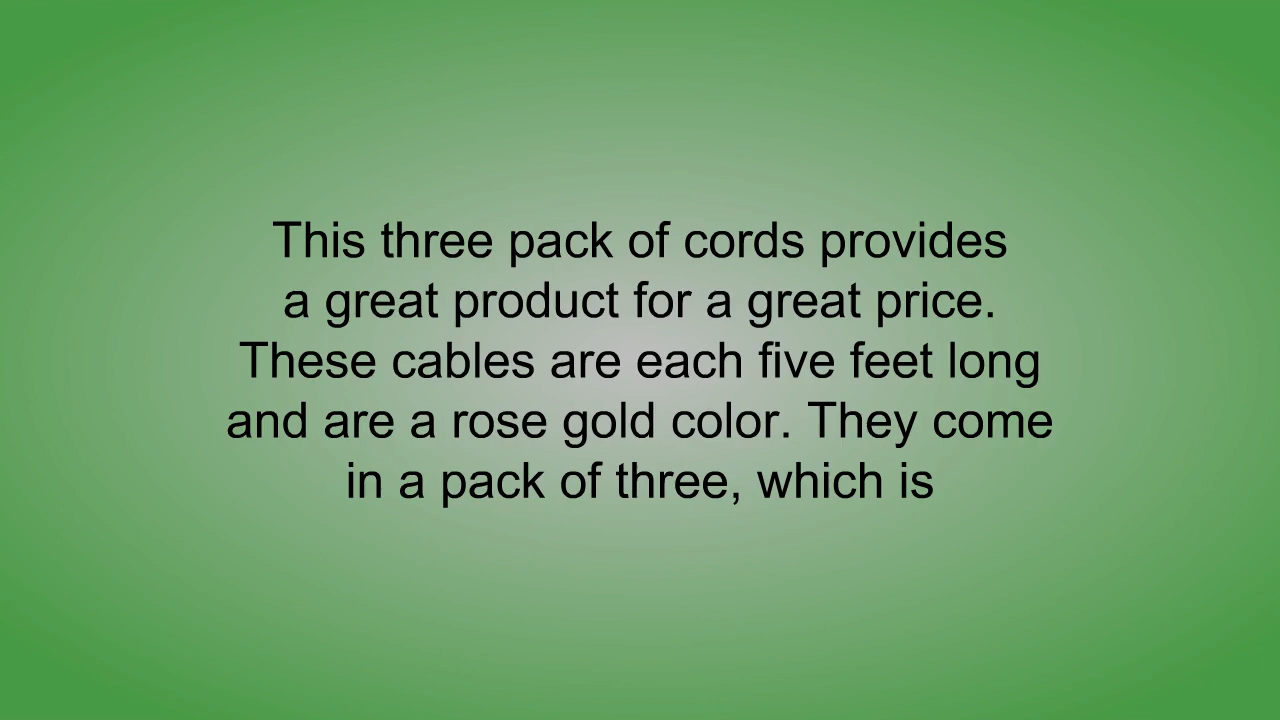 This three pack of cords provides
a great product for a great price.
These cables are each five feet long
and are a rose gold color. They come
in a pack of three, which is